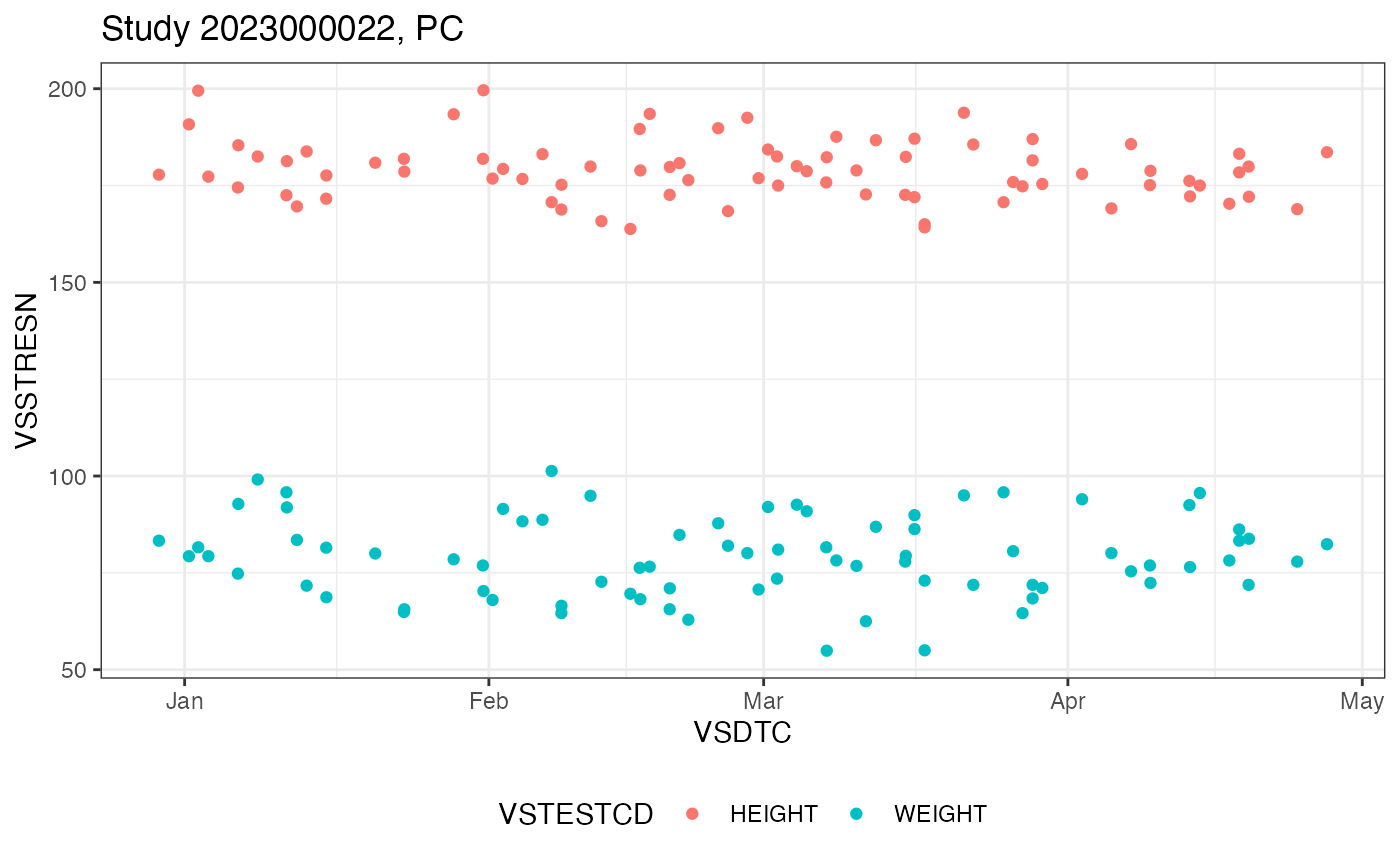 Study 2023000022, PC
200
150
100
50
VSSTRESN
Jan Feb Mar Apr May
VSDTC
VSTESTCD HEIGHT WEIGHT